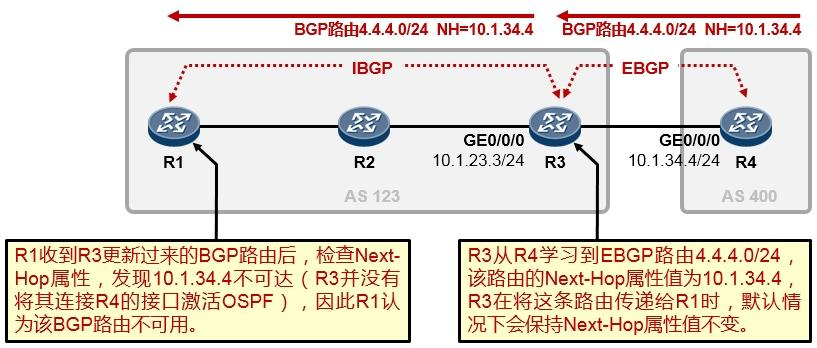 BGP路由4.4.4.0/24 NH=10.1.34.4
BGP路由4.4.4.0/24 NH=10.1.34.4
IBGP
EBGP
GE0/0/0
GE0/0/0
R1
R2
10.1.23.3/24
R3
10.1.34.4/24
R4
AS 123
AS 400
R1收到R3更新过来的BGP路由后，检查Next-
Hop属性，发现10.1.34.4不可达（R3并没有
将其连接R4的接口激活OSPF），因此R1认
为该BGP路由不可用。
R3从R4学习到EBGP路由4.4.4.0/24，
该路由的Next-Hop属性值为10.1.34.4，
R3在将这条路由传递给R1时，默认情
况下会保持Next-Hop属性值不变。